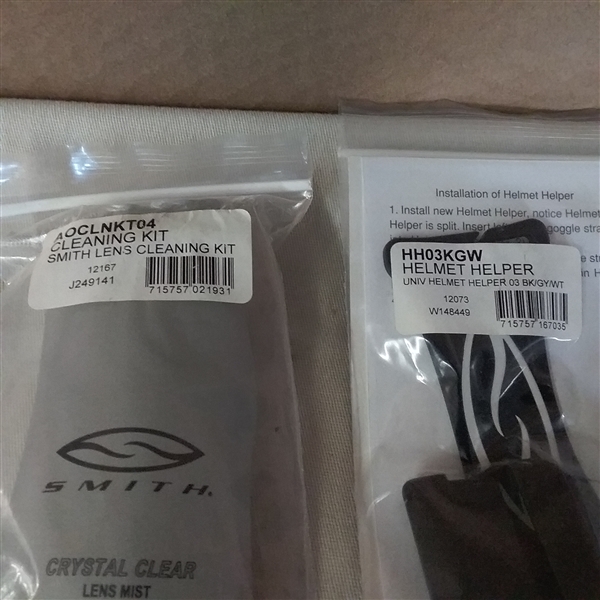 AOCLNKT04
CLEANING KIT
SMITH LENS CLEANING KIT
12167
J249141
715757 021931
SMITH
CRYSTAL CLEAR
LENS MIST
Installation of Helmet Helper
1. Install new Helmet Helper, notice Helmet
Helper is split. Insert goggle
HH03KGW
HELMET HELPER
UNIV HELMET HELPER 03 BK/GY/WT
12073
W148449
715757 167035